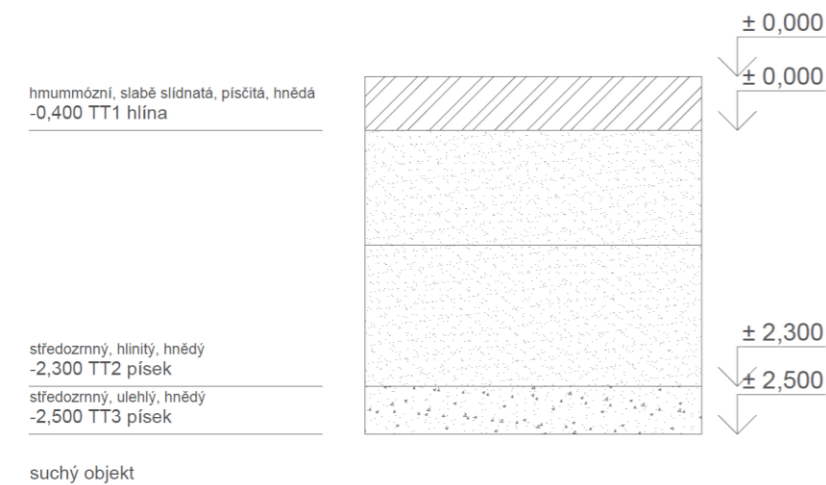 ± 0,000
hmummózní, slabě slídnatá, písčitá, hnědá
± 0,000
-0,400 TT1 hlína
středozrnný, hlinitý, hnědý
± 2,300
-2,300 TT2 písek
středozrnný, ulehlý, hnědý
± 2,500
-2,500 TT3 písek
suchý objekt